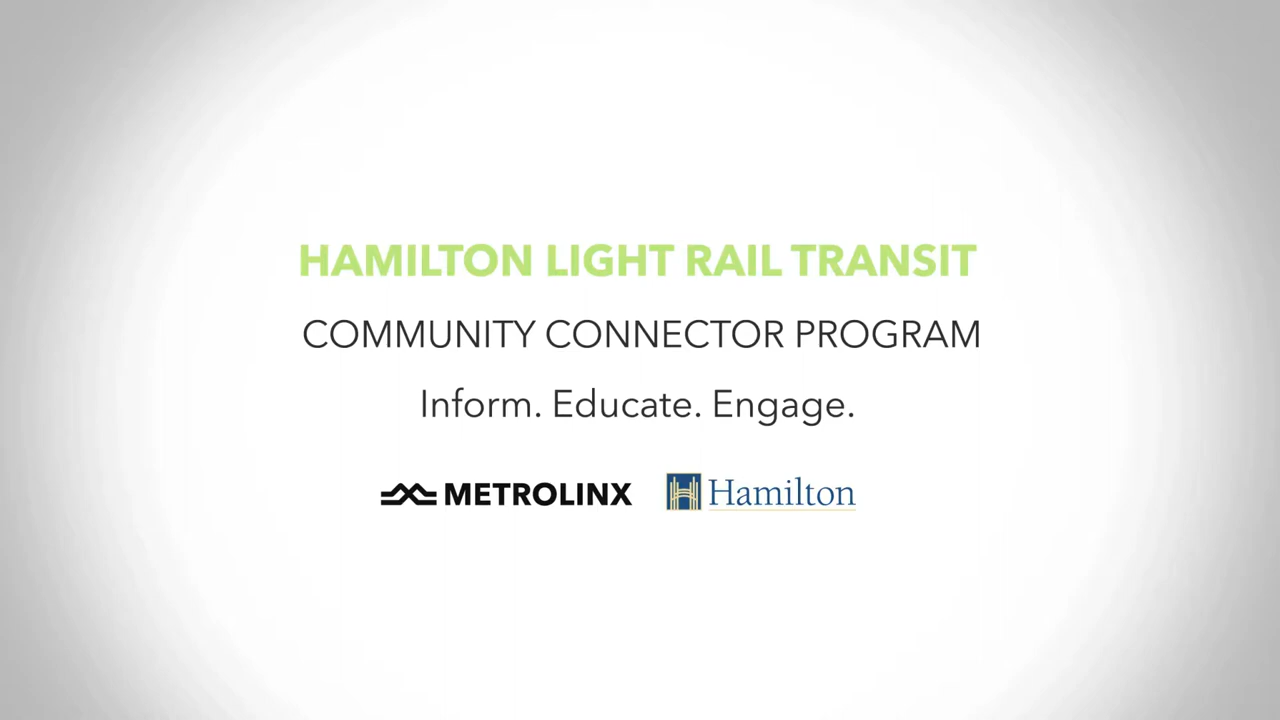 HAMILTON LIGHT RAIL TRANSIT
COMMUNITY CONNECTOR PROGRAM
Inform. Educate. Engage.
METROLINX Hamilton